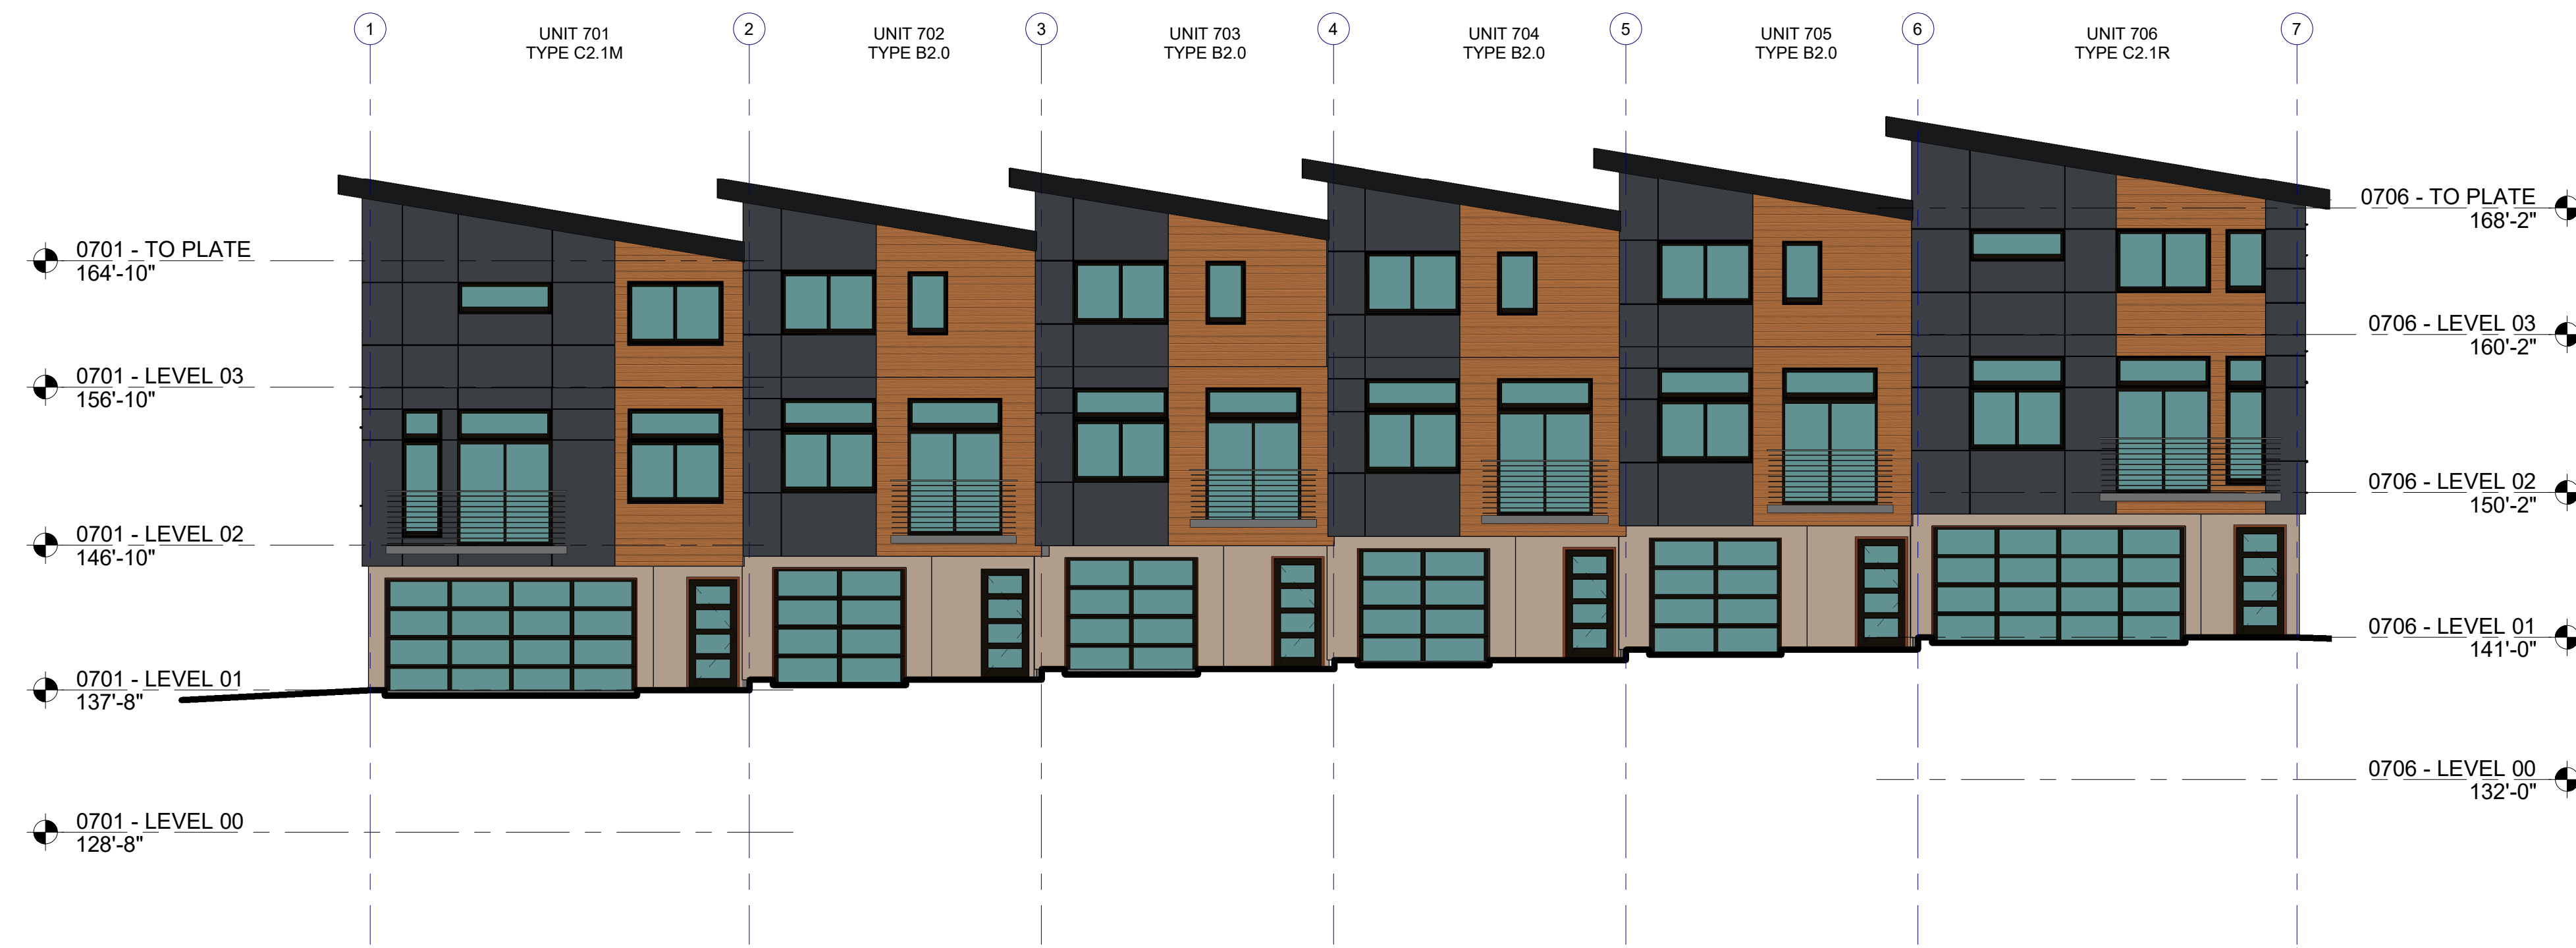 1
UNIT 701
TYPE C2.1M
2
UNIT 702
TYPE B2.0
3
UNIT 703
TYPE B2.0
4
UNIT 704
TYPE B2.0
5
UNIT 705
TYPE B2.0
6
UNIT 706
TYPE C2.1R
7
0701 - TO PLATE
164'-10"
0701 - LEVEL 03
156'-10"
0701 - LEVEL 02
146'-10"
0701 - LEVEL 01
137'-8"
0701 - LEVEL 00
128'-8"
0706 - TO PLATE
168'-2"
0706 - LEVEL 03
160'-2"
0706 - LEVEL 02
150'-2"
0706 - LEVEL 01
141'-0"
0706 - LEVEL 00
132'-0"